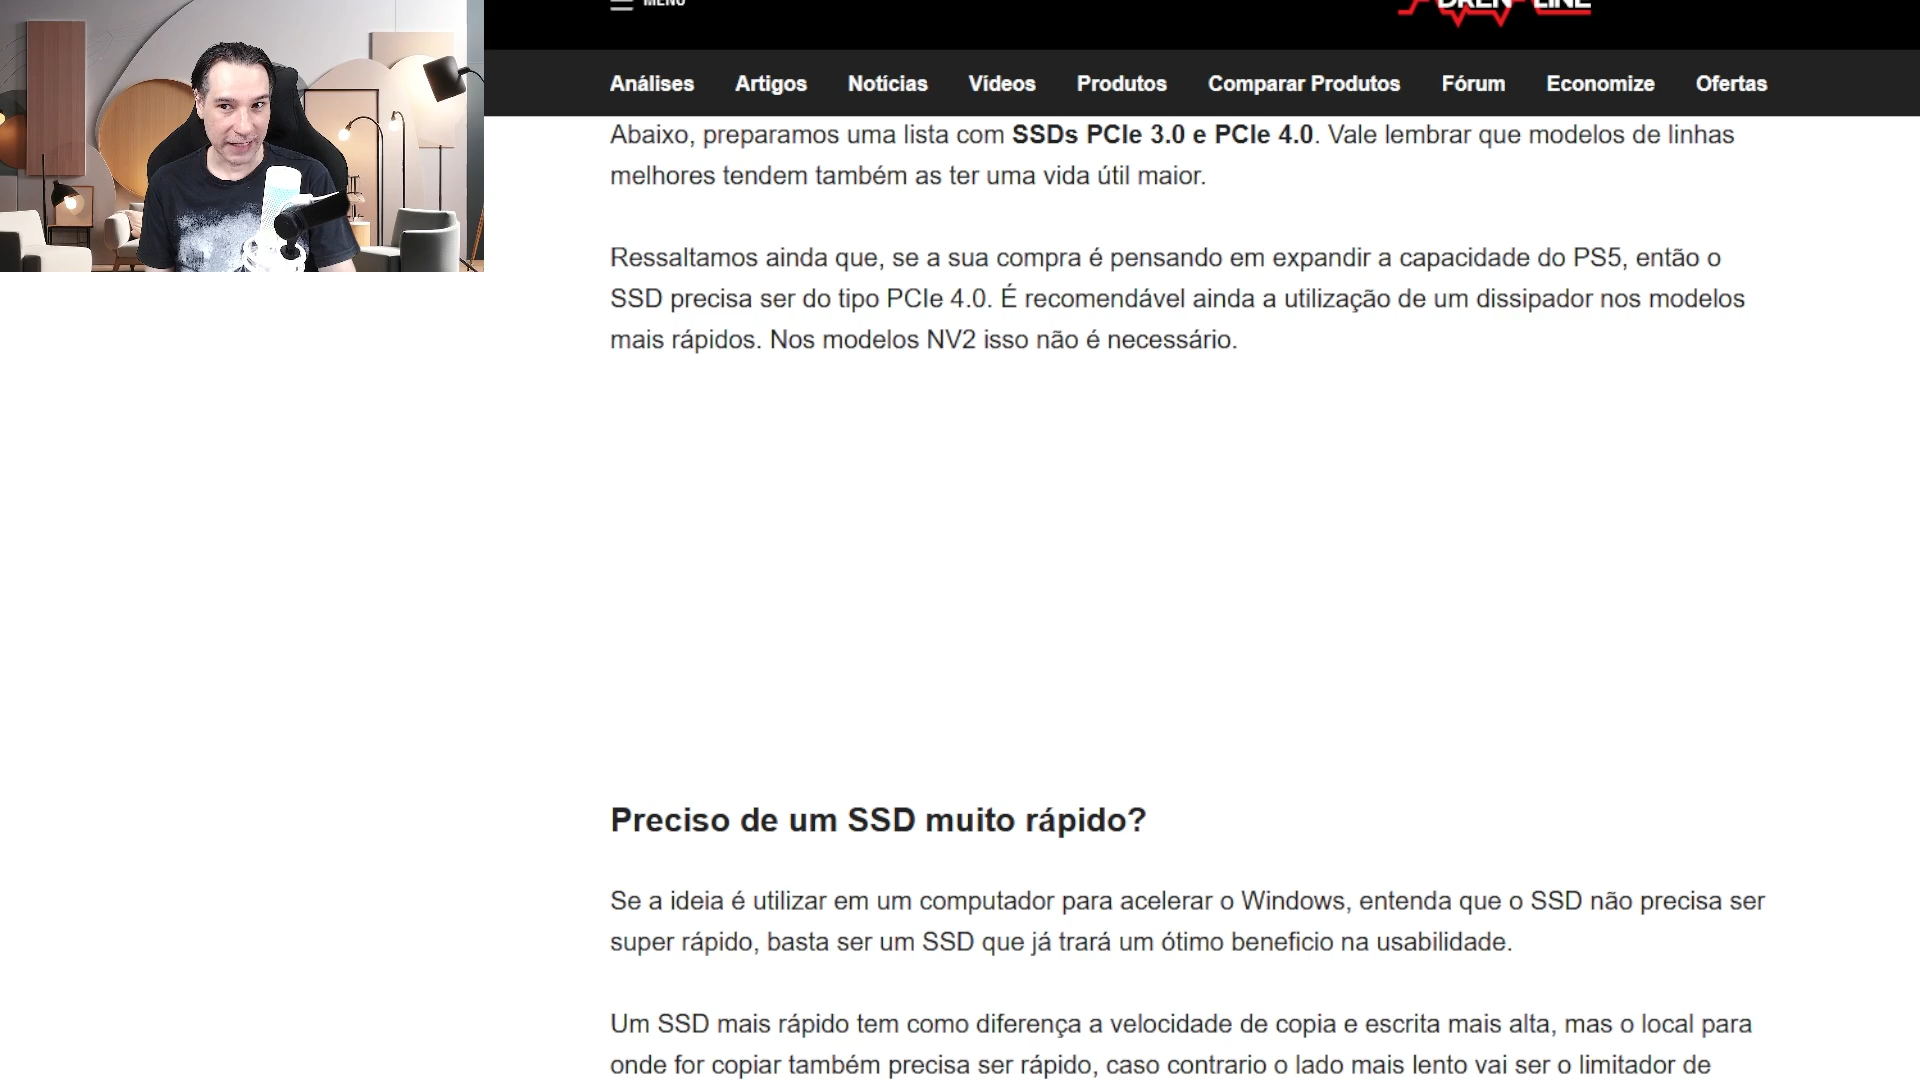 MENU
DRENALINE
Análises Artigos Notícias Vídeos Produtos Comparar Produtos Fórum Economize Ofertas
Abaixo, preparamos uma lista com SSDs PCIe 3.0 e PCIe 4.0. Vale lembrar que modelos de linhas
melhores tendem também as ter uma vida útil maior.
Ressaltamos ainda que, se a sua compra é pensando em expandir a capacidade do PS5, então o
SSD precisa ser do tipo PCIe 4.0. É recomendável ainda a utilização de um dissipador nos modelos
mais rápidos. Nos modelos NV2 isso não é necessário.
Preciso de um SSD muito rápido?
Se a ideia é utilizar em um computador para acelerar o Windows, entenda que o SSD não precisa ser
super rápido, basta ser um SSD que já trará um ótimo beneficio na usabilidade.
Um SSD mais rápido tem como diferença a velocidade de copia e escrita mais alta, mas o local para
onde for copiar também precisa ser rápido, caso contrario o lado mais lento vai ser o limitador de